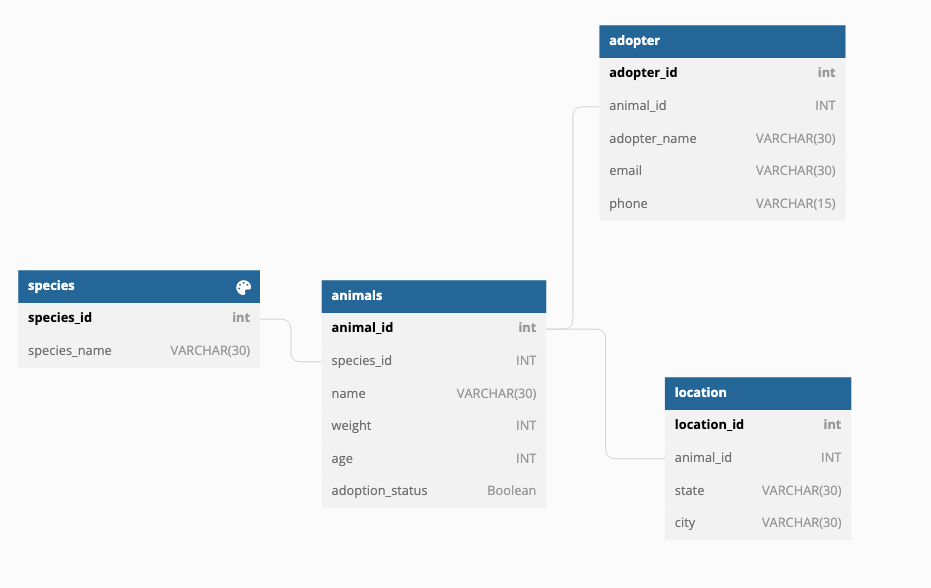 adopter
adopter_id int
animal_id INT
adopter_name VARCHAR(30)
email VARCHAR(30)
phone VARCHAR(15)
species
species_id int
species_name VARCHAR(30)
animals
animal_id int
species_id INT
name VARCHAR(30)
weight INT
age INT
adoption_status Boolean
location
location_id int
animal_id INT
state VARCHAR(30)
city VARCHAR(30)